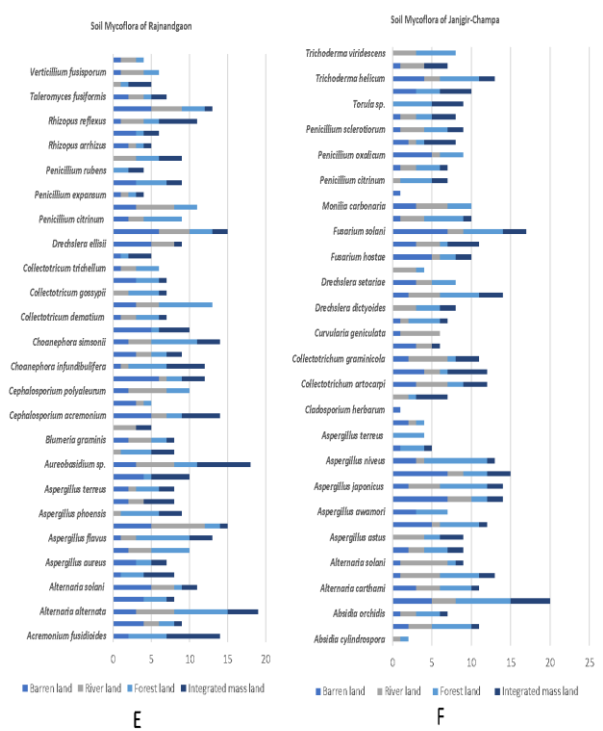 Soil Mycoflora of Rajnandgaon
Verticillium fusisporum
Taleromyces fusiformis
Rhizopus reflexus
Rhizopus arrhizus
Penicillium rubens
Penicillium expansum
Penicillium citrinum
Drechslera ellisii
Collectotricum trichellum
Collectotricum gossypii
Collectotricum dematium
Choanephora simsonii
Choanephora infundibulifera
Cephalosporium polyaleurum
Cephalosporium acremonium
Blumeria graminis
Aureobasidium sp.
Aspergillus terreus
Aspergillus phoensis
Aspergillus flavus
Aspergillus aureus
Alternaria solani
Alternaria alternata
Acremonium fusidioides
0 5 10 15 20
Barren land River land Forest land Integrated mass land
E
Soil Mycoflora of Janjgir-Champa
Trichoderma viridescens
Trichoderma helicum
Torula sp.
Penicillium sclerotiorum
Penicillium oxalicum
Penicillium citrinum
Monilia carbonaria
Fusarium solani
Fusarium hostae
Drechslera setariae
Drechslera dictyoides
Curvularia geniculata
Collectotrichum graminicola
Collectotrichum artocarpi
Cladosporium herbarum
Aspergillus terreus
Aspergillus niveus
Aspergillus japonicus
Aspergillus awamori
Aspergillus astus
Alternaria solani
Alternaria carthami
Absidia orchidis
Absidia cylindrospora
0 5 10 15 20 25
Barren land River land Forest land Integrated mass land
F